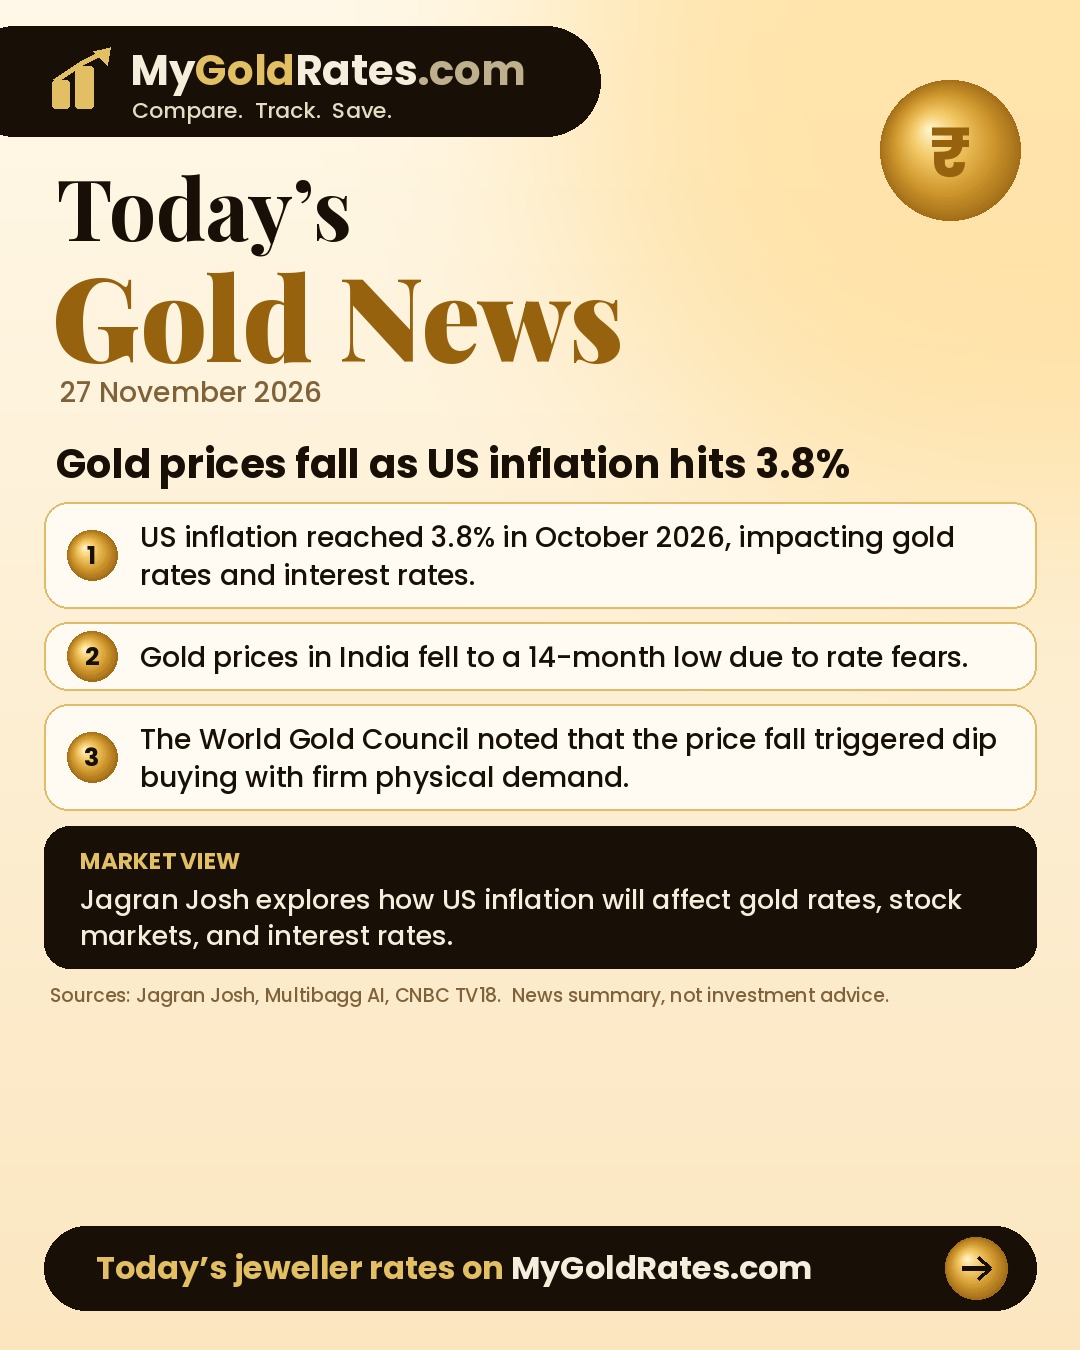 MyGoldRates.com
Compare. Track. Save.
₹
Today’s
Gold News
27 November 2026
Gold prices fall as US inflation hits 3.8%
1
US inflation reached 3.8% in October 2026, impacting gold
rates and interest rates.
2
Gold prices in India fell to a 14-month low due to rate fears.
3
The World Gold Council noted that the price fall triggered dip
buying with firm physical demand.
MARKET VIEW
Jagran Josh explores how US inflation will affect gold rates, stock
markets, and interest rates.
Sources: Jagran Josh, Multibagg AI, CNBC TV18. News summary, not investment advice.
Today’s jeweller rates on MyGoldRates.com